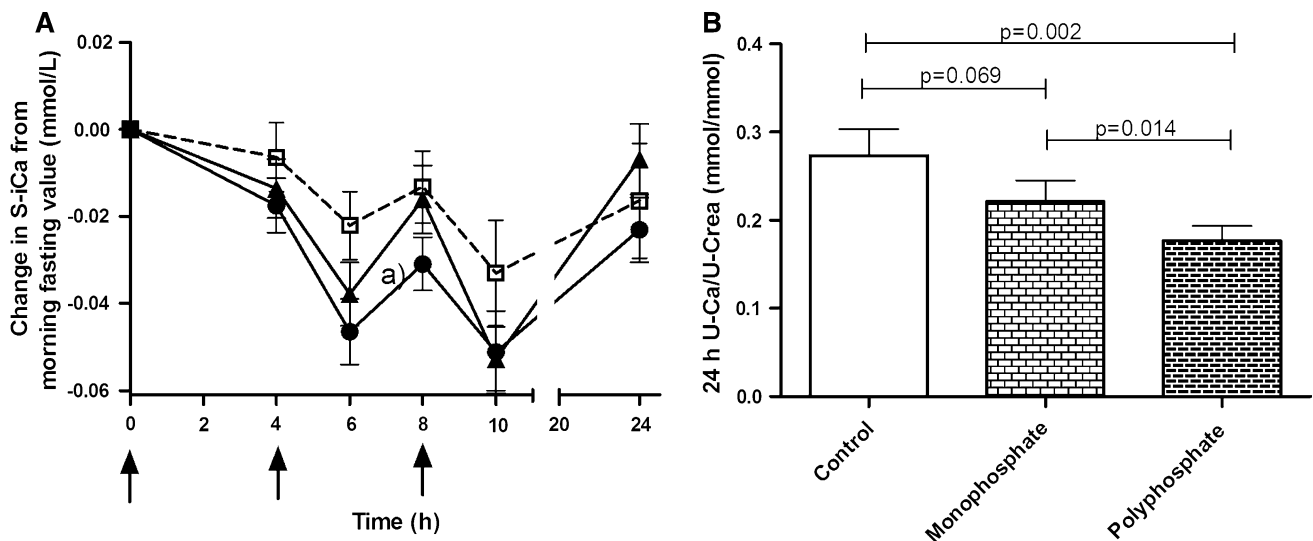 A
Change in S-iCa from
morning fasting value (mmol/L)
0.02
0.00
-0.02
-0.04
-0.06
a)
0 2 4 6 8 10 20 24
Time (h)
B
24 h U-Ca/U-Crea (mmol/mmol)
0.4
0.3
0.2
0.1
0.0
p=0.002
p=0.069
p=0.014
Control
Monophosphate
Polyphosphate